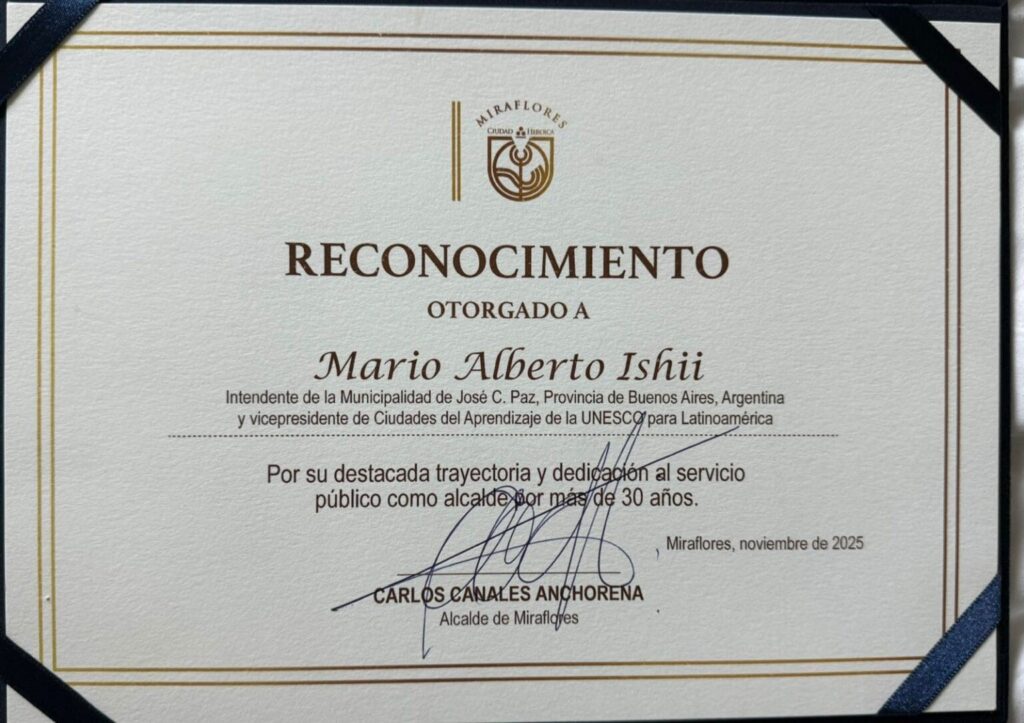 MIRAFLORES
CIUDAD HEROICA
RECONOCIMIENTO
OTORGADO A
Mario Alberto Ishii
Intendente de la Municipalidad de José C. Paz, Provincia de Buenos Aires, Argentina
y vicepresidente de Ciudades del Aprendizaje de la UNESCO para Latinoamérica
Por su destacada trayectoria y dedicación al servicio
público como alcalde por más de 30 años.
, Miraflores, noviembre de 2025
CARLOS CANALES ANCHORENA
Alcalde de Miraflores